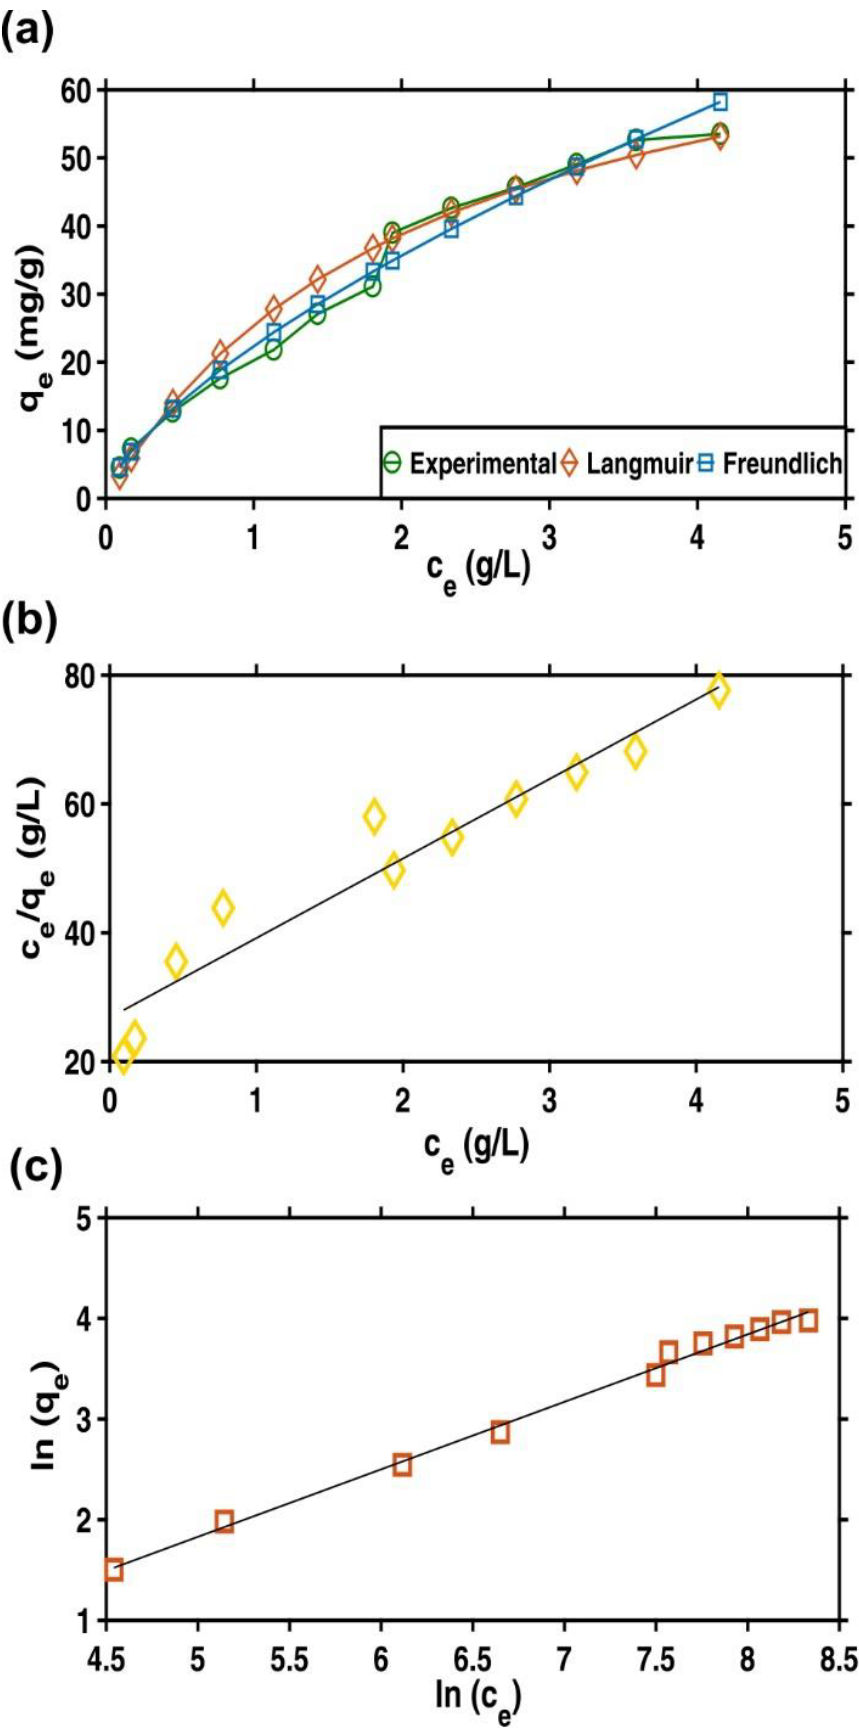 (a)
60
50
40
30
20
10
0
qe (mg/g)
Experimental Langmuir Freundlich
0 1 2 3 4 5
ce (g/L)
(b)
80
60
40
20
ce/qe (g/L)
0 1 2 3 4 5
ce (g/L)
(c)
5
4
3
2
1
ln (qe)
4.5 5 5.5 6 6.5 7 7.5 8 8.5
ln (ce)